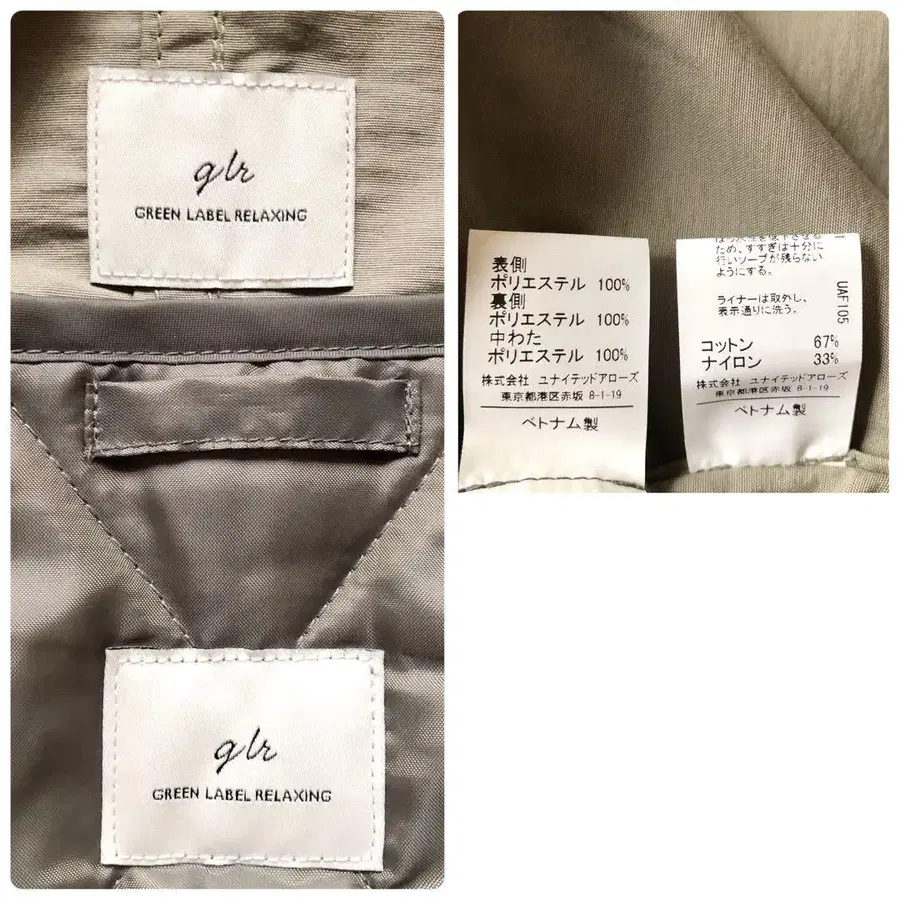 glr
GREEN LABEL RELAXING
glr
GREEN LABEL RELAXING
表側
ポリエステル 100%
裏側
ポリエステル 100%
中わた
ポリエステル 100%
株式会社 ユナイテッドアローズ
東京都港区赤坂 8-1-19
ベトナム製
ため、すすぎは十分に
行いソープが残らない
ようにする。
ライナーは取外し、
表示通りに洗う。
コットン 67%
ナイロン 33%
株式会社 ユナイテッドアローズ
東京都港区赤坂 8-1-19
ベトナム製
UAF105